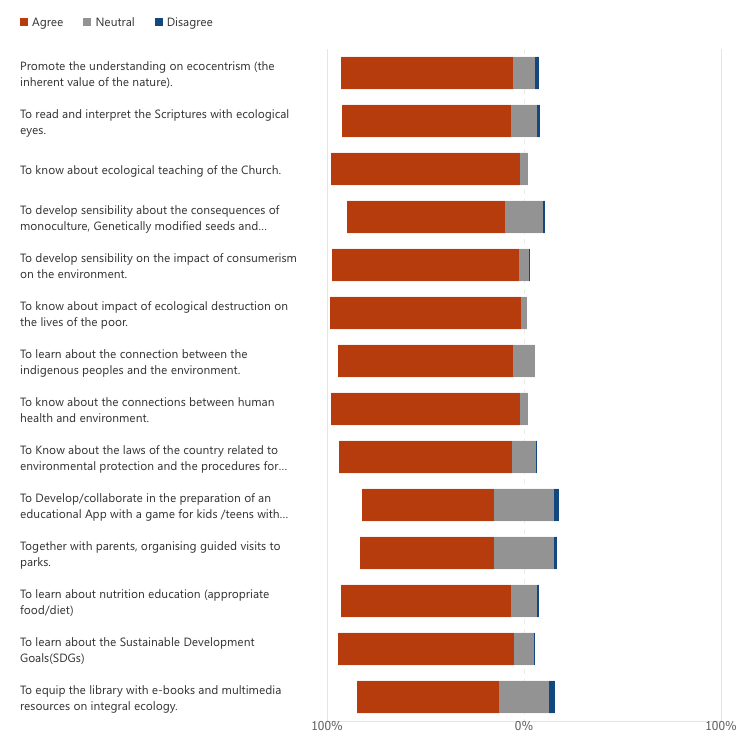 Agree Neutral Disagree
Promote the understanding on ecocentrism (the
inherent value of the nature).
To read and interpret the Scriptures with ecological
eyes.
To know about ecological teaching of the Church.
To develop sensibility about the consequences of
monoculture, Genetically modified seeds and...
To develop sensibility on the impact of consumerism
on the environment.
To know about impact of ecological destruction on
the lives of the poor.
To learn about the connection between the
indigenous peoples and the environment.
To know about the connections between human
health and environment.
To Know about the laws of the country related to
environmental protection and the procedures for...
To Develop/collaborate in the preparation of an
educational App with a game for kids /teens with...
Together with parents, organising guided visits to
parks.
To learn about nutrition education (appropriate
food/diet)
To learn about the Sustainable Development
Goals(SDGs)
To equip the library with e-books and multimedia
resources on integral ecology.
100% 0% 100%